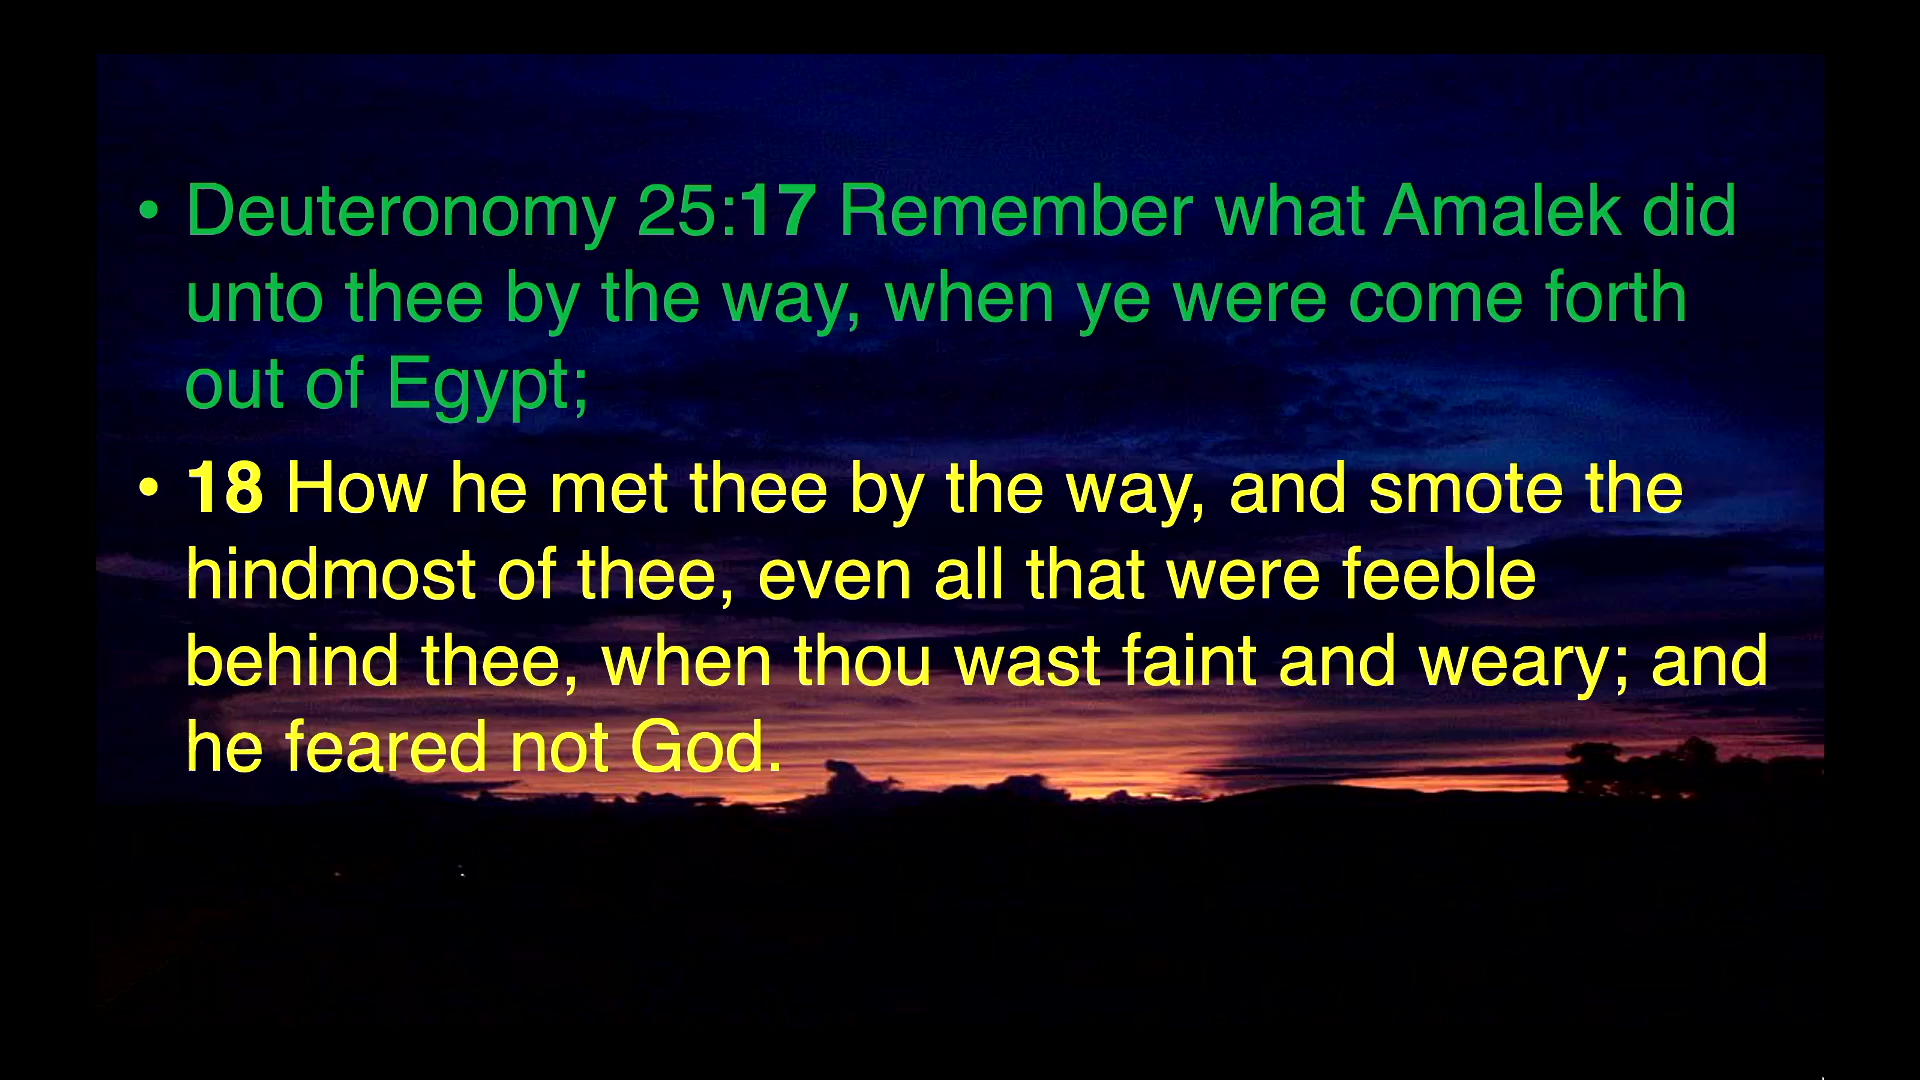 • Deuteronomy 25:17 Remember what Amalek did
unto thee by the way, when ye were come forth
out of Egypt;
• 18 How he met thee by the way, and smote the
hindmost of thee, even all that were feeble
behind thee, when thou wast faint and weary; and
he feared not God.